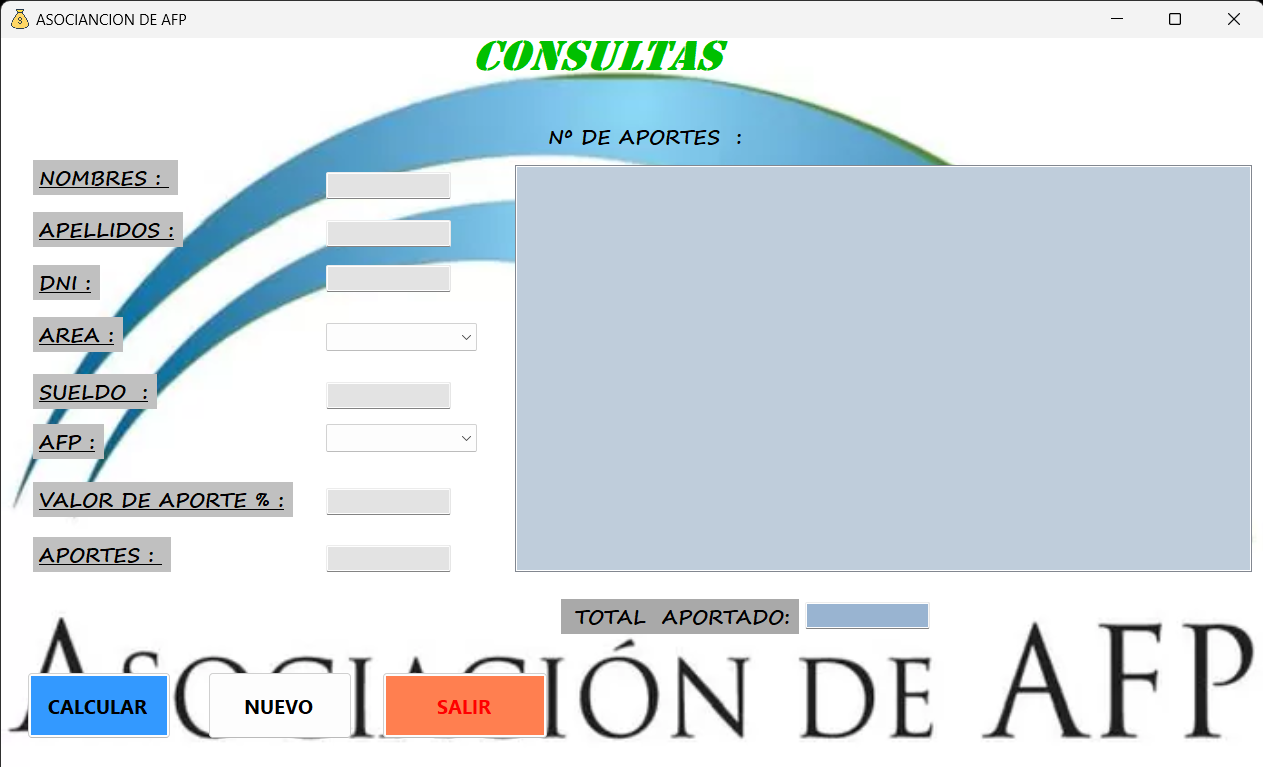 ASOCIANCION DE AFP
CONSULTAS
Nº DE APORTES :
NOMBRES :
APELLIDOS :
DNI :
AREA :
SUELDO :
AFP :
VALOR DE APORTE % :
APORTES :
TOTAL APORTADO:
ASOCIACIÓN DE AFP
CALCULAR NUEVO SALIR